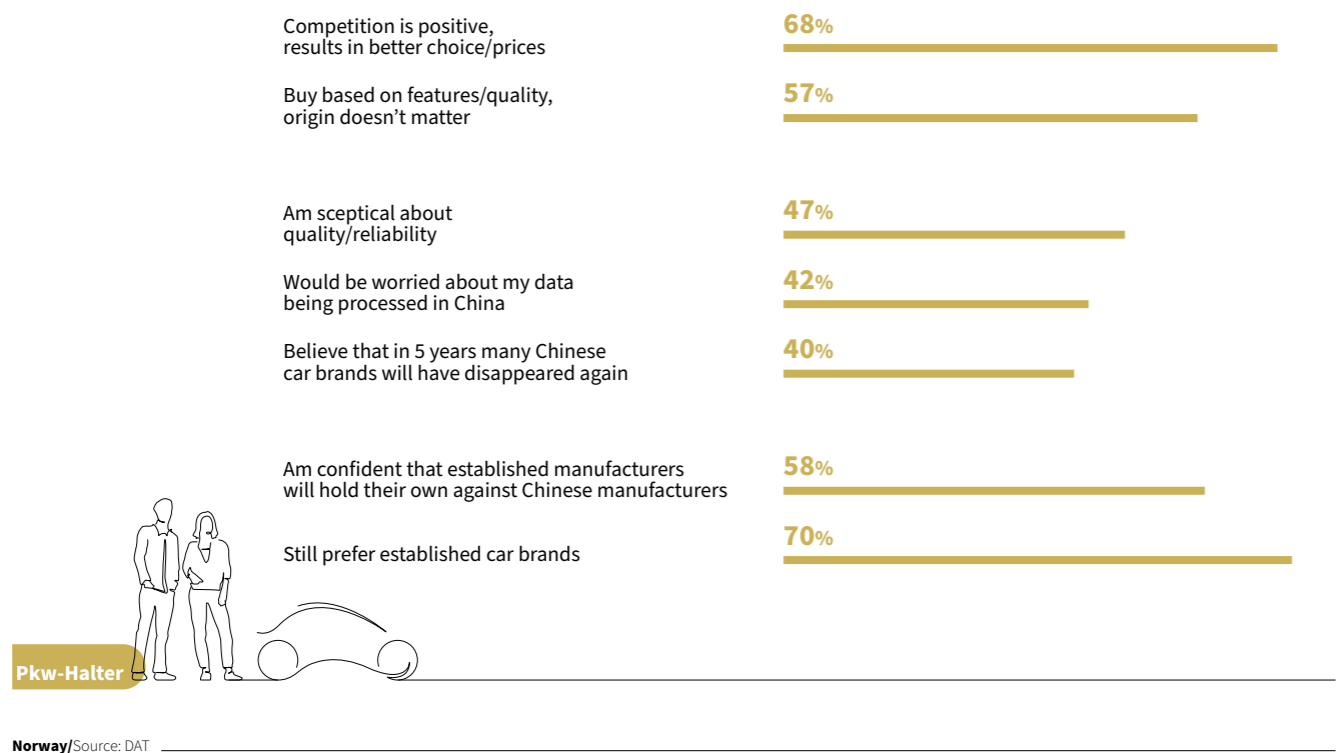 Competition is positive,
results in better choice/prices
68%
Buy based on features/quality,
origin doesn’t matter
57%
Am sceptical about
quality/reliability
47%
Would be worried about my data
being processed in China
42%
Believe that in 5 years many Chinese
car brands will have disappeared again
40%
Am confident that established manufacturers
will hold their own against Chinese manufacturers
58%
Still prefer established car brands
70%
Pkw-Halter
Norway/Source: DAT